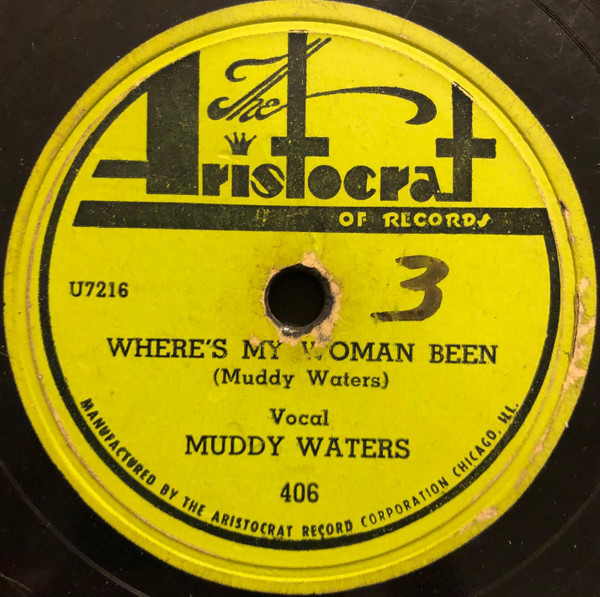 The
Aristocrat
OF RECORDS
U7216
3
WHERE'S MY WOMAN BEEN
(Muddy Waters)
Vocal
MUDDY WATERS
406
MANUFACTURED BY THE ARISTOCRAT RECORD CORPORATION CHICAGO, ILL.